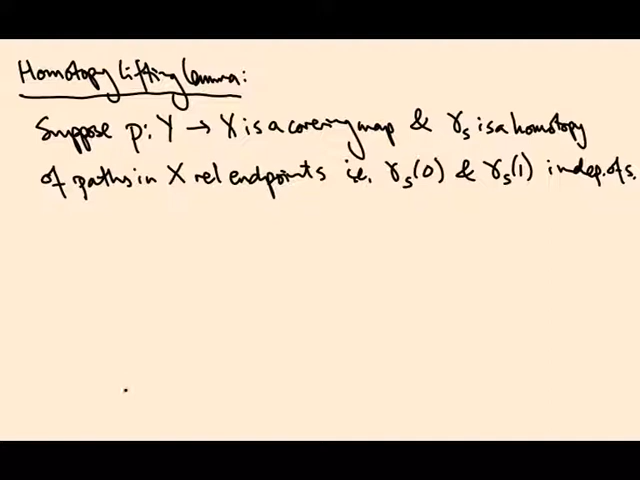 Homotopy lifting lemma:
Suppose p: Y → X is a covering map & γₛ is a homotopy
of paths in X rel endpoints i.e. γₛ(0) & γₛ(1) indep. of s.